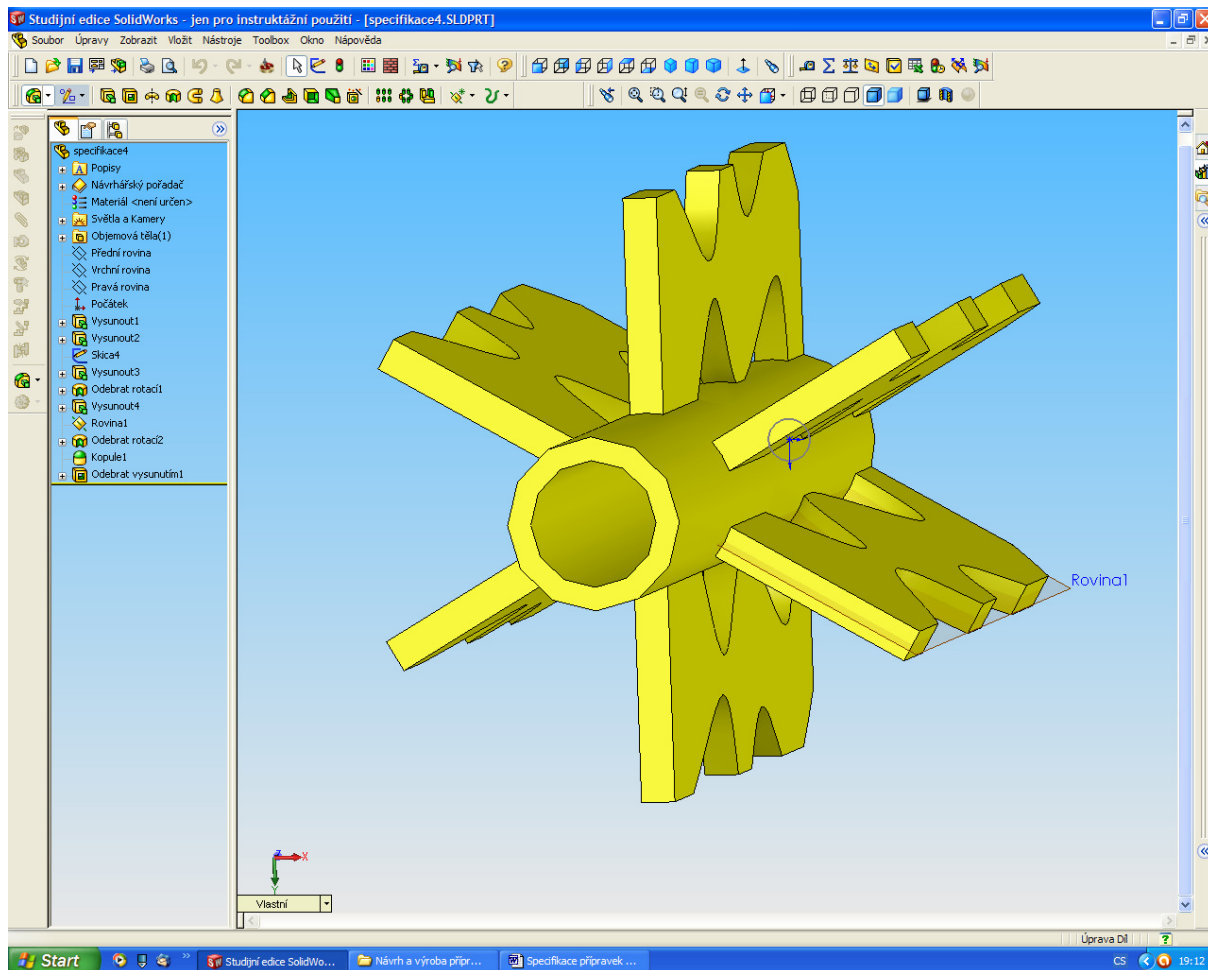 Studijní edice SolidWorks - jen pro instruktážní použití - [specifikace4.SLDPRT]
Soubor Úpravy Zobrazit Vložit Nástroje Toolbox Okno Nápověda
specifikace4
Popisy
Návrhářský pořadač
Materiál <není určen>
Světla a Kamery
Objemová těla(1)
Přední rovina
Vrchní rovina
Pravá rovina
Počátek
Vysunout1
Vysunout2
Skica4
Vysunout3
Odebrat rotací1
Vysunout4
Rovina1
Odebrat rotací2
Kopule1
Odebrat vysunutím1
Rovina1
Z
X
Y
Vlastní
Úprava Díl
Start
Studijní edice SolidWo...
Návrh a výroba přípr...
Specifikace přípravek ...
CS
19:12